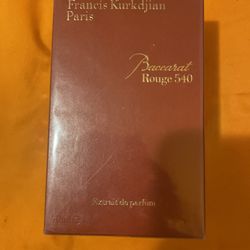 Francis Kurkdjian
Paris
Baccarat
Rouge 540
Extrait de parfum